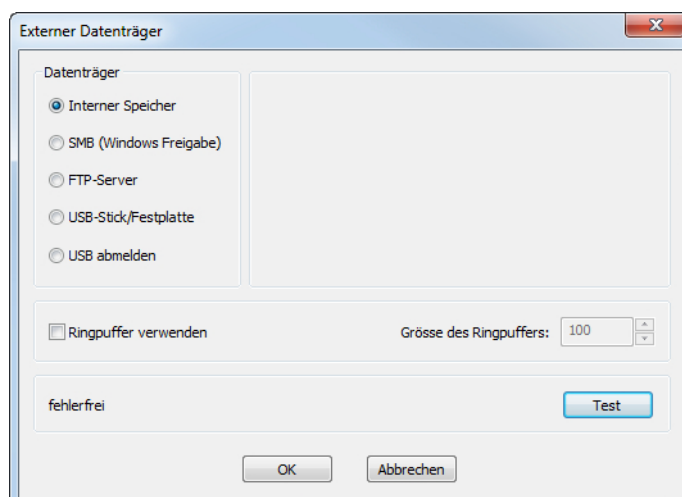 Externer Datenträger
Datenträger
Interner Speicher
SMB (Windows Freigabe)
FTP-Server
USB-Stick/Festplatte
USB abmelden
Ringpuffer verwenden
Grösse des Ringpuffers: 100
fehlerfrei
Test
OK
Abbrechen